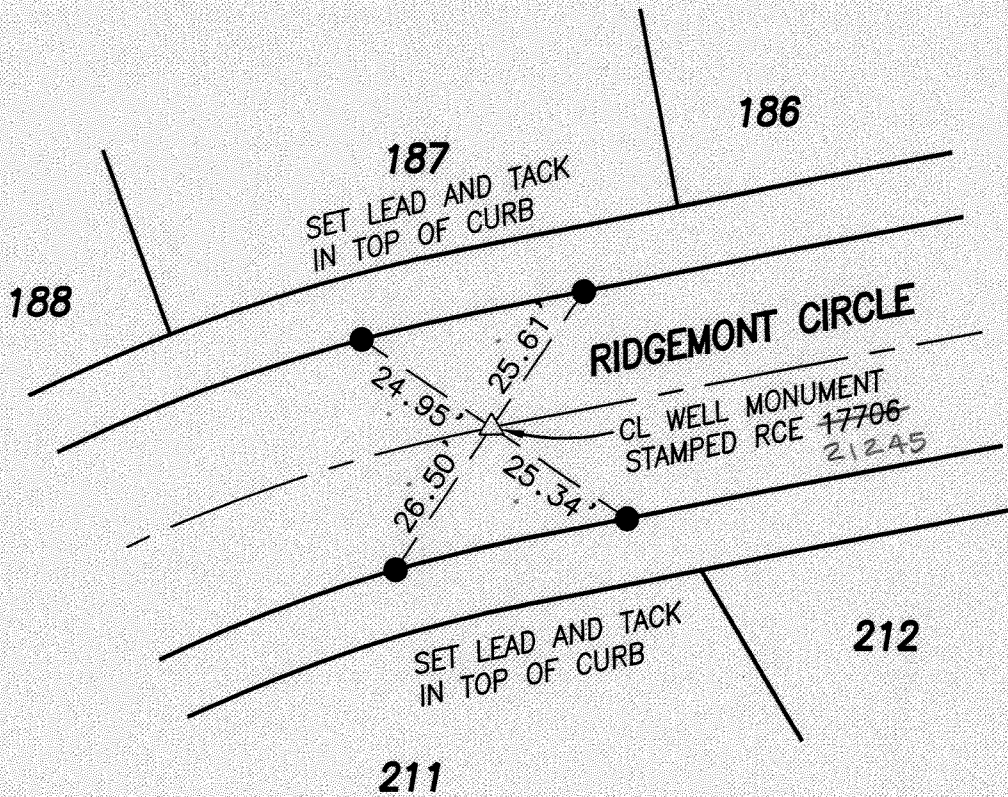 186
187
SET LEAD AND TACK
IN TOP OF CURB
188
RIDGEMONT CIRCLE
25.61'
24.95'
CL WELL MONUMENT
STAMPED RCE 17706
21245
26.50'
25.34'
SET LEAD AND TACK
IN TOP OF CURB
212
211